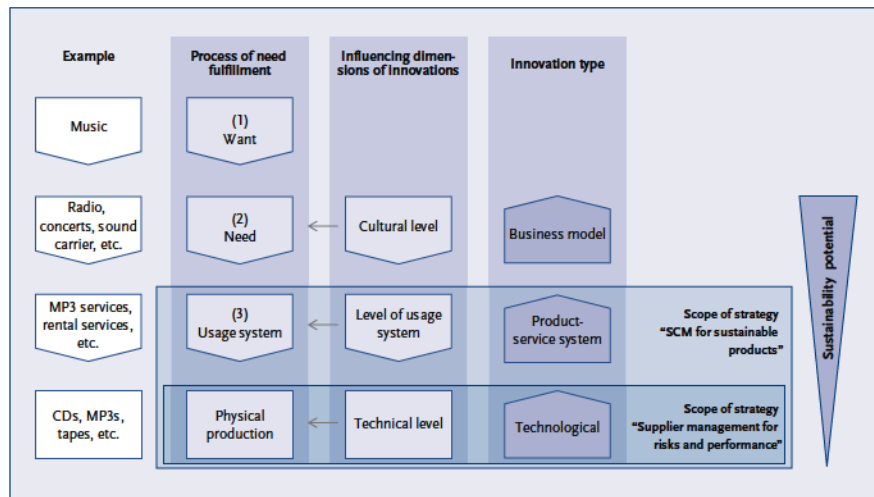 Example
Process of need
fulfillment
Influencing dimen-
sions of innovations
Innovation type
Music
(1)
Want
Radio,
concerts, sound
carrier, etc.
(2)
Need
Cultural level
Business model
MP3 services,
rental services,
etc.
(3)
Usage system
Level of usage
system
Product-
service system
Scope of strategy
"SCM for sustainable
products"
CDs, MP3s,
tapes, etc.
Physical
production
Technical level
Technological
Scope of strategy
"Supplier management for
risks and performance"
Sustainability potential